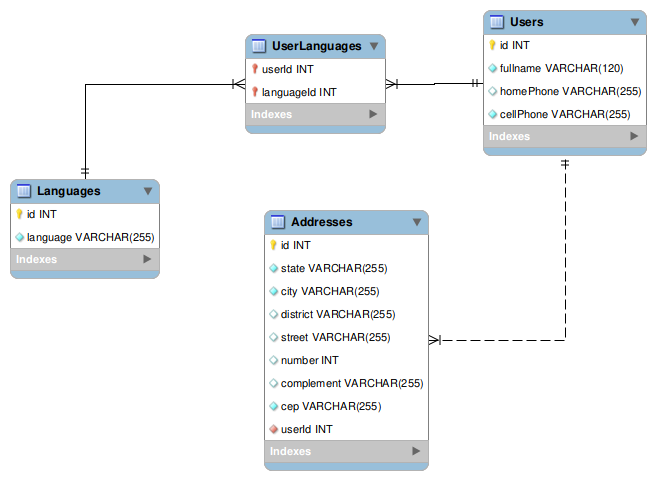 UserLanguages
userId INT
languageId INT
Indexes
Users
id INT
fullname VARCHAR(120)
homePhone VARCHAR(255)
cellPhone VARCHAR(255)
Indexes
Languages
id INT
language VARCHAR(255)
Indexes
Addresses
id INT
state VARCHAR(255)
city VARCHAR(255)
district VARCHAR(255)
street VARCHAR(255)
number INT
complement VARCHAR(255)
cep VARCHAR(255)
userId INT
Indexes